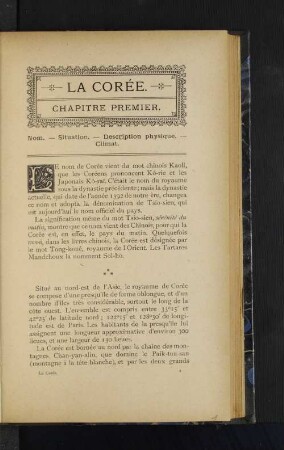 LA CORÉE.
CHAPITRE PREMIER.
Nom. — Situation. — Description physique. —
Climat.
LE nom de Corée vient du mot chinois Kaoli,
que les Coréens prononcent Kô-rie et les
Japonais Kô-raï. C'était le nom du royaume
sous la dynastie précédente; mais la dynastie
actuelle, qui date de l'année 1392 de notre ère, changea
ce nom et adopta la dénomination de Tsio-sien, qui
est aujourd'hui le nom officiel du pays.
La signification même du mot Tsio-sien, sérénité du
matin, montre que ce nom vient des Chinois, pour qui la
Corée est, en effet, le pays du matin. Quelquefois
aussi, dans les livres chinois, la Corée est désignée par
le mot Tong-kouë, royaume de l'Orient. Les Tartares
Mandchoux la nomment Sol-ho.
Situé au nord-est de l'Asie, le royaume de Corée
se compose d'une presqu'île de forme oblongue, et d'un
nombre d'îles très considérable, surtout le long de la
côte ouest. L'ensemble est compris entre 33°15' et
42°25' de latitude nord; 122°15' et 128°30' de longi-
tude est de Paris. Les habitants de la presqu'île lui
assignent une longueur approximative d'environ 300
lieues, et une largeur de 130 lieues.
La Corée est bornée au nord par la chaîne des mon-
tagnes Chan-yan-alin, que domine le Paik-tou-san
(montagne à la tête blanche), et par les deux grands
La Corée.